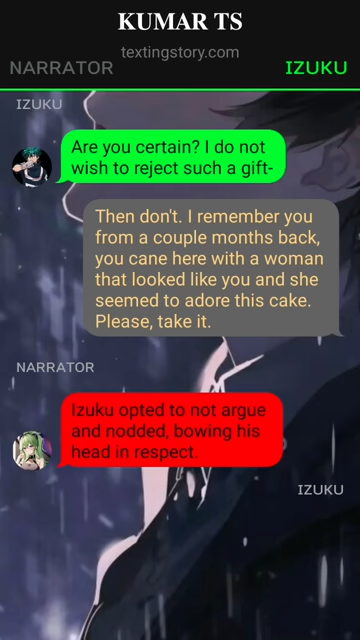 KUMAR TS
textingstory.com
NARRATOR
IZUKU
IZUKU
Are you certain? I do not
wish to reject such a gift-
Then don't. I remember you
from a couple months back,
you cane here with a woman
that looked like you and she
seemed to adore this cake.
Please, take it.
NARRATOR
Izuku opted to not argue
and nodded, bowing his
head in respect.
IZUKU